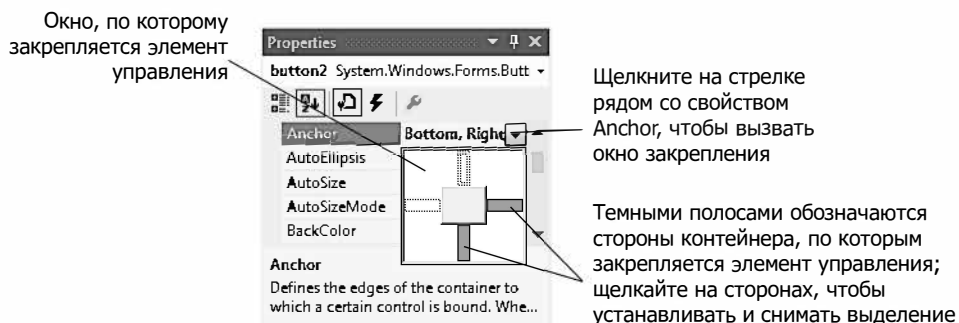 Окно, по которому
закрепляется элемент
управления
Properties
button2 System.Windows.Forms.Butt
Anchor Bottom, Right
AutoEllipsis
AutoSize
AutoSizeMode
BackColor
Anchor
Defines the edges of the container to
which a certain control is bound. Whe...
Щелкните на стрелке
рядом со свойством
Anchor, чтобы вызвать
окно закрепления
Темными полосами обозначаются
стороны контейнера, по которым
закрепляется элемент управления;
щелкайте на сторонах, чтобы
устанавливать и снимать выделение